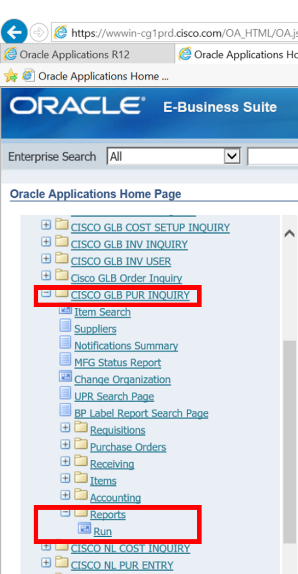 https://wwwin-cg1prd.cisco.com/OA_HTML/OA.js
Oracle Applications R12
Oracle Applications Ho
Oracle Applications Home ...
ORACLE® E-Business Suite
Enterprise Search All
Oracle Applications Home Page
CISCO GLB COST SETUP INQUIRY
CISCO GLB INV INQUIRY
CISCO GLB INV USER
Cisco GLB Order Inquiry
CISCO GLB PUR INQUIRY
Item Search
Suppliers
Notifications Summary
MFG Status Report
Change Organization
UPR Search Page
BP Label Report Search Page
Requisitions
Purchase Orders
Receiving
Items
Accounting
Reports
Run
CISCO NL COST INQUIRY
CISCO NL PUR ENTRY